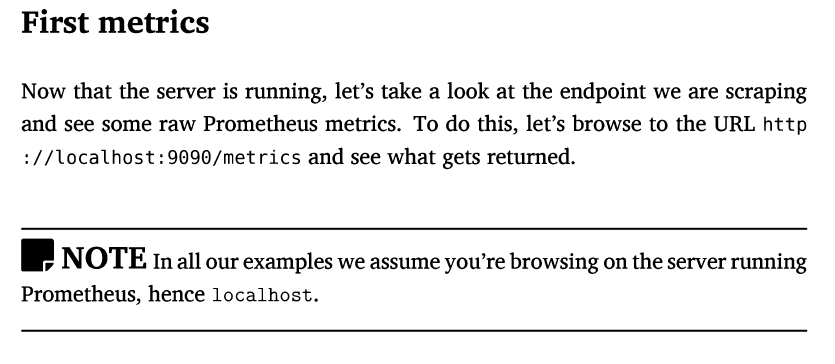 First metrics
Now that the server is running, let’s take a look at the endpoint we are scraping
and see some raw Prometheus metrics. To do this, let’s browse to the URL http
://localhost:9090/metrics and see what gets returned.
NOTE In all our examples we assume you’re browsing on the server running
Prometheus, hence localhost.